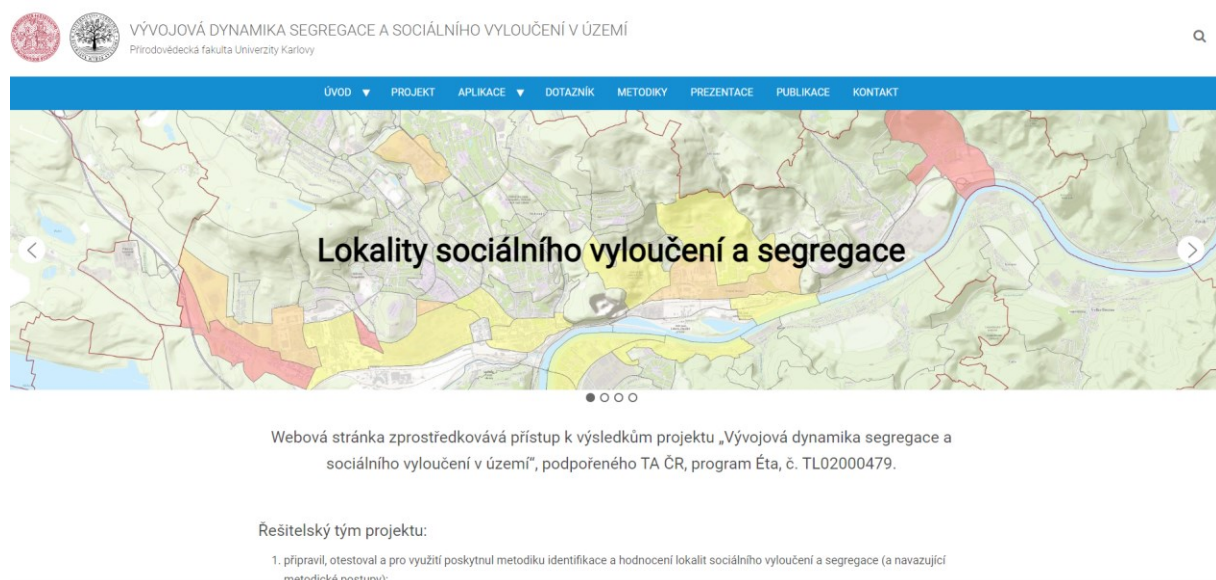 VÝVOJOVÁ DYNAMIKA SEGREGACE A SOCIÁLNÍHO VYLOUČENÍ V ÚZEMÍ
Přírodovědecká fakulta Univerzity Karlovy
ÚVOD ▼ PROJEKT APLIKACE ▼ DOTAZNÍK METODIKY PREZENTACE PUBLIKACE KONTAKT
Lokality sociálního vyloučení a segregace
Webová stránka zprostředkovává přístup k výsledkům projektu „Vývojová dynamika segregace a
sociálního vyloučení v území“, podpořeného TA ČR, program Éta, č. TL02000479.
Řešitelský tým projektu:
1. připravil, otestoval a pro využití poskytnul metodiku identifikace a hodnocení lokalit sociálního vyloučení a segregace (a navazující
metodické postupy);